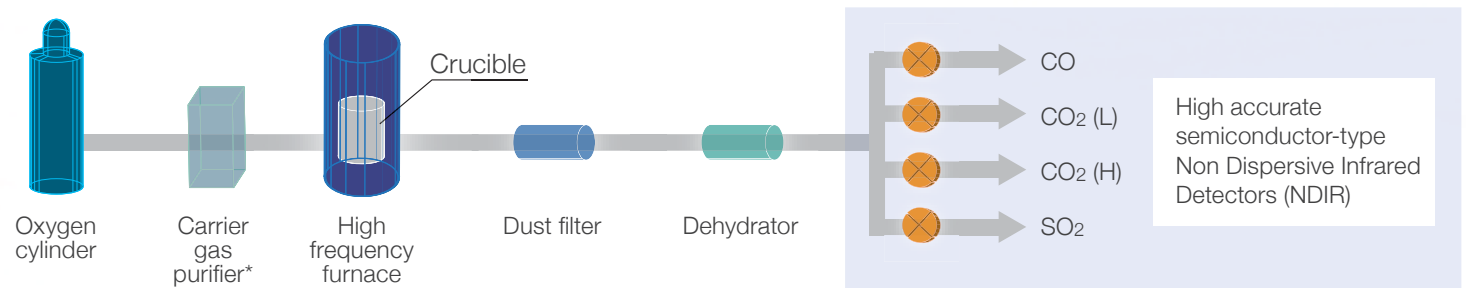 Crucible
Oxygen
cylinder
Carrier
gas
purifier*
High
frequency
furnace
Dust filter
Dehydrator
CO
CO2 (L)
CO2 (H)
SO2
High accurate
semiconductor-type
Non Dispersive Infrared
Detectors (NDIR)